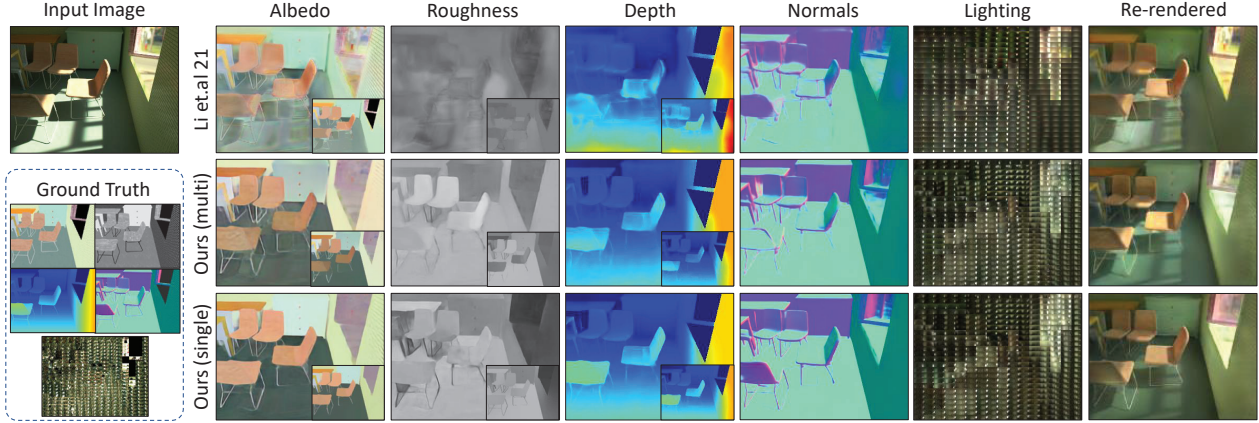 Input Image
Albedo
Roughness
Depth
Normals
Lighting
Re-rendered
Li et.al 21
Ground Truth
Ours (multi)
Ours (single)